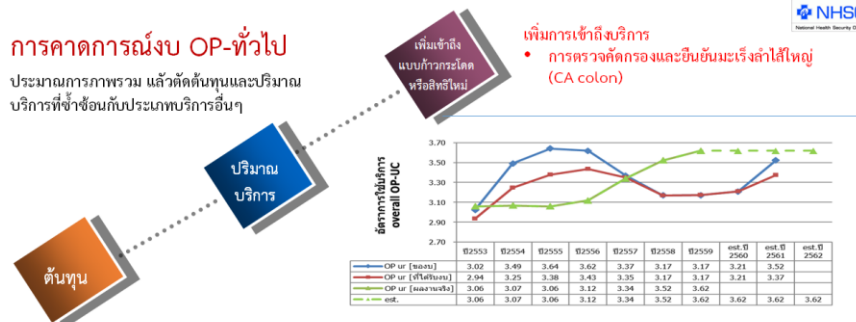 NHSO
National Health Security O
การคาดการณ์งบ OP-ทั่วไป
ประมาณการภาพรวม แล้วตัดต้นทุนและปริมาณ
บริการที่ซ้ำซ้อนกับประเภทบริการอื่นๆ
เพิ่มเข้าถึง
แบบก้าวกระโดด
หรือสิทธิใหม่
เพิ่มการเข้าถึงบริการ
• การตรวจคัดกรองและยืนยันมะเร็งลำไส้ใหญ่
(CA colon)
ปริมาณ
บริการ
ต้นทุน
อัตราการใช้บริการ
overall OP-UC
3.70
3.50
3.30
3.10
2.90
2.70
ปี2553 ปี2554 ปี2555 ปี2556 ปี2557 ปี2558 ปี2559 est.ปี 2560 est.ปี 2561 est.ปี 2562
OP ur [ของบ] 3.02 3.49 3.64 3.62 3.37 3.17 3.17 3.21 3.52
OP ur [ที่ได้รับงบ] 2.94 3.25 3.38 3.43 3.35 3.17 3.17 3.21 3.37
OP ur [ผลงานจริง] 3.06 3.07 3.06 3.12 3.34 3.52 3.62
est. 3.06 3.07 3.06 3.12 3.34 3.52 3.62 3.62 3.62 3.62